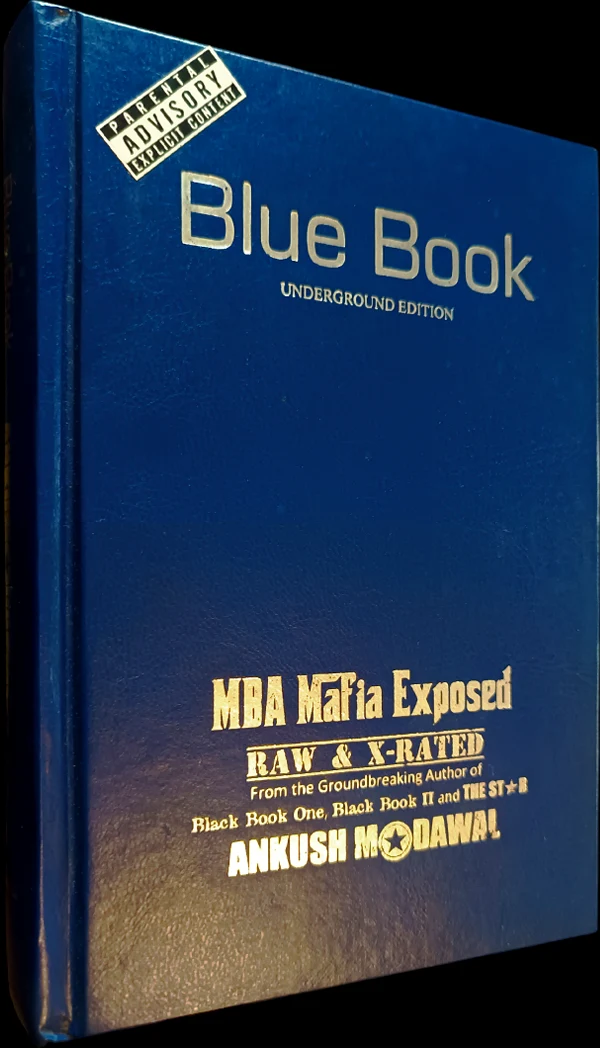 PARENTAL
ADVISORY
EXPLICIT CONTENT
Blue Book
UNDERGROUND EDITION
MBA Mafia Exposed
RAW & X-RATED
From the Groundbreaking Author of
Black Book One, Black Book II and THE ST★R
ANKUSH M✪DAWAL